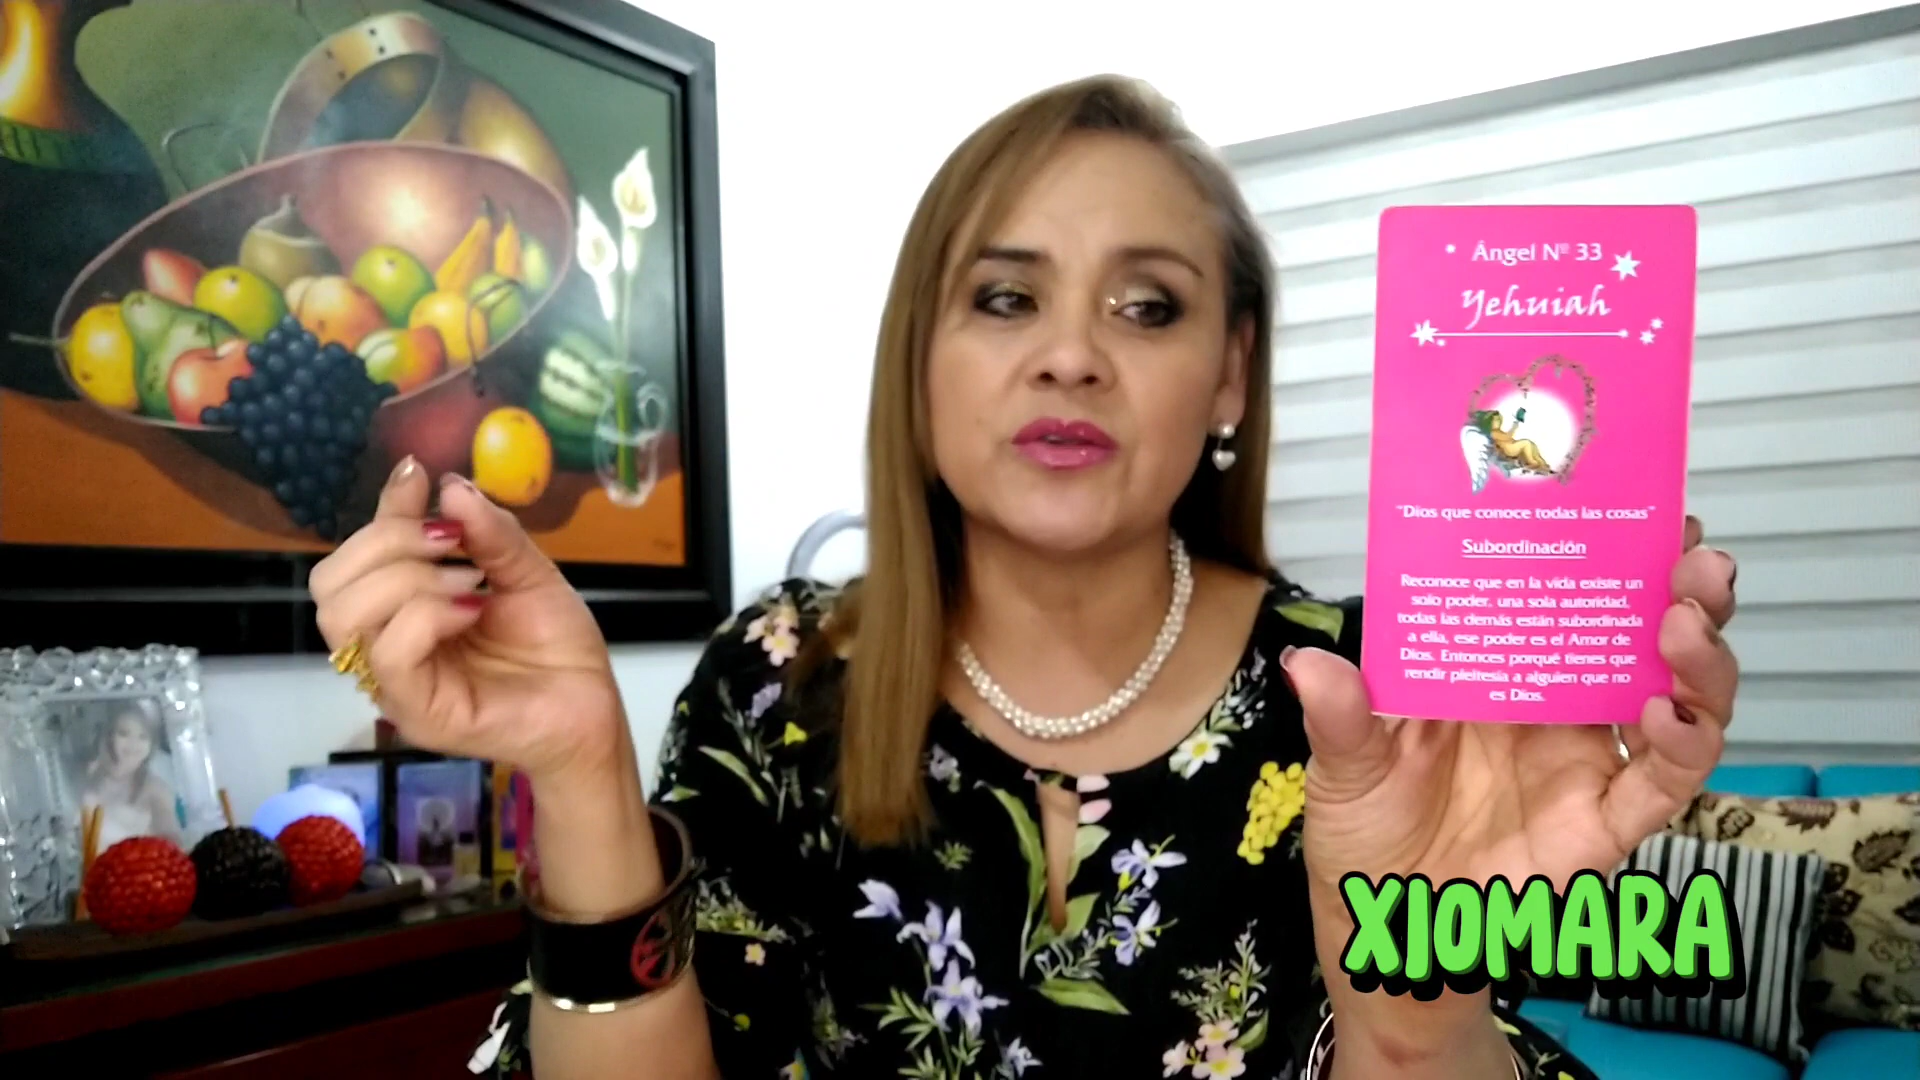 Ángel Nº 33
Yehuiah
"Dios que conoce todas las cosas"
Subordinación
Reconoce que en la vida existe un
solo poder, una sola autoridad,
todas las demás están subordinada
a ella, ese poder es el Amor de
Dios. Entonces porqué tienes que
rendir pleitesía a alguien que no
es Dios.
XIOMARA